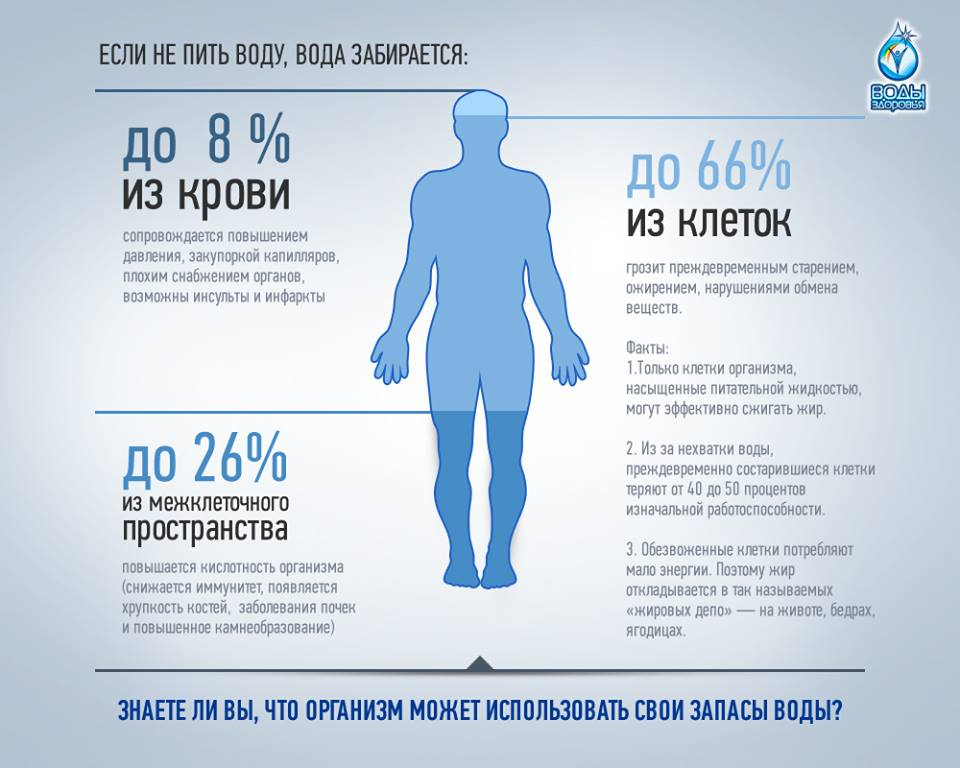 ЕСЛИ НЕ ПИТЬ ВОДУ, ВОДА ЗАБИРАЕТСЯ:
ВОДЫ
ЗДОРОВЬЯ
до 8 %
из крови
сопровождается повышением
давления, закупоркой капилляров,
плохим снабжением органов,
возможны инсульты и инфаркты
до 26%
из межклеточного
пространства
повышается кислотность организма
(снижается иммунитет, появляется
хрупкость костей, заболевания почек
и повышенное камнеобразование)
до 66%
из клеток
грозит преждевременным старением,
ожирением, нарушениями обмена
веществ.
Факты:
1.Только клетки организма,
насыщенные питательной жидкостью,
могут эффективно сжигать жир.
2. Из за нехватки воды,
преждевременно состарившиеся клетки
теряют от 40 до 50 процентов
изначальной работоспособности.
3. Обезвоженные клетки потребляют
мало энергии. Поэтому жир
откладывается в так называемых
«жировых депо» — на животе, бедрах,
ягодицах.
ЗНАЕТЕ ЛИ ВЫ, ЧТО ОРГАНИЗМ МОЖЕТ ИСПОЛЬЗОВАТЬ СВОИ ЗАПАСЫ ВОДЫ?